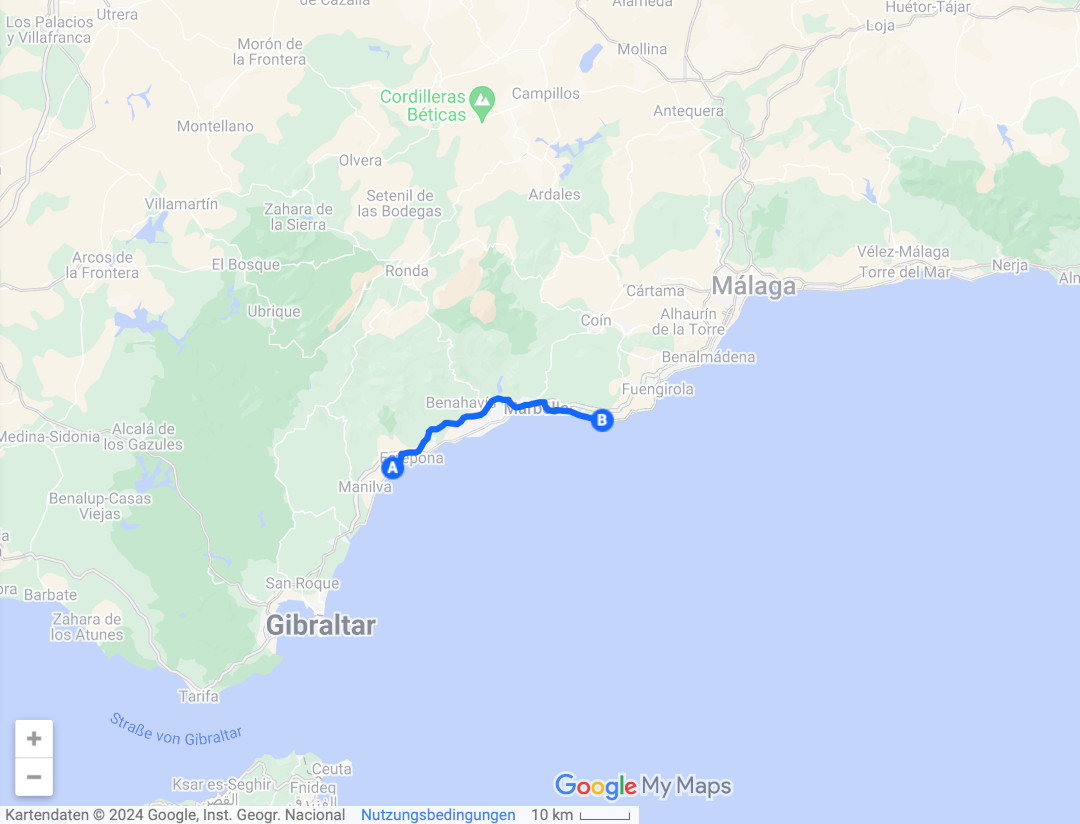 de Cazalla
Alameda
Huétor-Tájar
Utrera
Los Palacios
y Villafranca
Loja
Morón de
la Frontera
Mollina
Cordilleras
Béticas
Campillos
Antequera
Montellano
Olvera
Ardales
Setenil de
las Bodegas
Villamartín
Zahara de
la Sierra
Arcos de
la Frontera
El Bosque
Ronda
Vélez-Málaga
Torre del Mar
Nerja
Málaga
Cártama
Ubrique
Coín
Alhaurín
de la Torre
Benalmádena
Fuengirola
Benahavís
Marbella
B
Medina-Sidonia
Alcalá de
los Gazules
Estepona
A
Manilva
Benalup-Casas
Viejas
San Roque
Barbate
Zahara de
los Atunes
Gibraltar
Tarifa
Straße von Gibraltar
Ceuta
Ksar es-Seghir
Fnideq
+
−
Google My Maps
Kartendaten © 2024 Google, Inst. Geogr. Nacional Nutzungsbedingungen 10 km